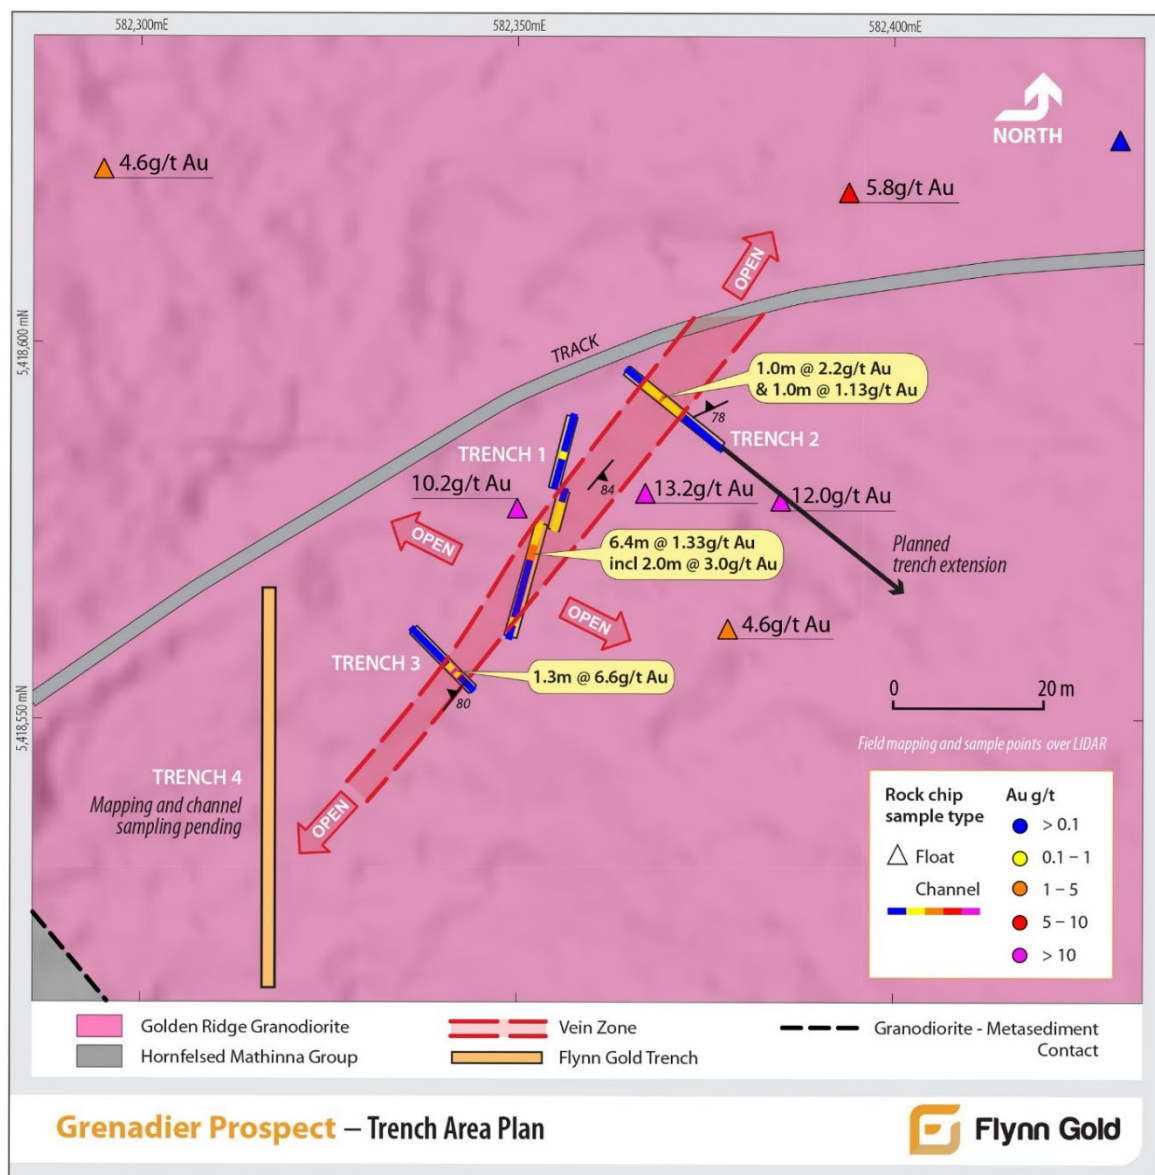 582,300mE
582,350mE
582,400mE
NORTH
4.6g/t Au
5.8g/t Au
OPEN
5,418,600 mN
TRACK
1.0m @ 2.2g/t Au
& 1.0m @ 1.13g/t Au
78
TRENCH 2
TRENCH 1
10.2g/t Au
84
13.2g/t Au
12.0g/t Au
OPEN
6.4m @ 1.33g/t Au
incl 2.0m @ 3.0g/t Au
Planned
trench extension
OPEN
4.6g/t Au
TRENCH 3
1.3m @ 6.6g/t Au
80
0 20 m
5,418,550 mN
Field mapping and sample points over LIDAR
TRENCH 4
Mapping and channel
sampling pending
OPEN
Rock chip
sample type
Float
Channel
Au g/t
> 0.1
0.1 – 1
1 – 5
5 – 10
> 10
Golden Ridge Granodiorite
Hornfelsed Mathinna Group
Vein Zone
Flynn Gold Trench
Granodiorite - Metasediment
Contact
Grenadier Prospect – Trench Area Plan
Flynn Gold